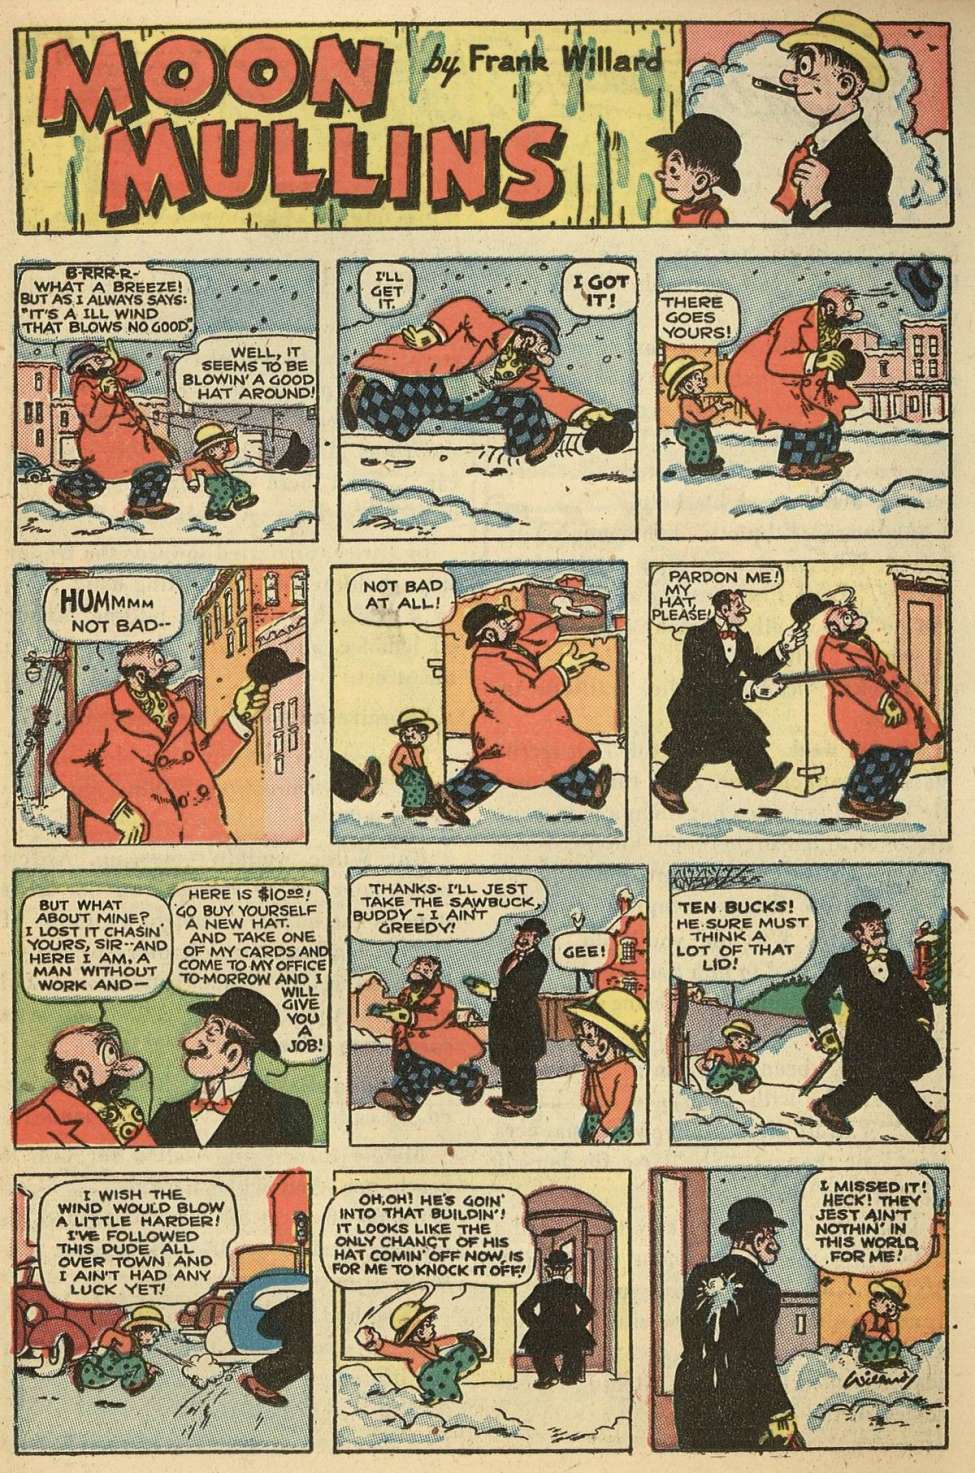 MOON
MULLINS
by Frank Willard
B-RRR-R-
WHAT A BREEZE!
BUT AS I ALWAYS SAYS:
"IT'S A ILL WIND
THAT BLOWS NO GOOD."
WELL, IT
SEEMS TO BE
BLOWIN' A GOOD
HAT AROUND!
I'LL
GET
IT.
I GOT
IT!
THERE
GOES
YOURS!
HUMMMM
NOT BAD--
NOT BAD
AT ALL!
PARDON ME!
MY
HAT,
PLEASE!
BUT WHAT
ABOUT MINE?
I LOST IT CHASIN'
YOURS, SIR--AND
HERE I AM, A
MAN WITHOUT
WORK AND—
HERE IS $10.00!
GO BUY YOURSELF
A NEW HAT.
AND TAKE ONE
OF MY CARDS AND
COME TO MY OFFICE
TO-MORROW AND I
WILL
GIVE
YOU
A
JOB!
THANKS- I'LL JEST
TAKE THE SAWBUCK,
BUDDY - I AIN'T
GREEDY!
GEE!
TEN BUCKS!
HE SURE MUST
THINK A
LOT OF THAT
LID!
I WISH THE
WIND WOULD BLOW
A LITTLE HARDER!
I'VE FOLLOWED
THIS DUDE ALL
OVER TOWN AND
I AIN'T HAD ANY
LUCK YET!
OH, OH! HE'S GOIN'
INTO THAT BUILDIN'!
IT LOOKS LIKE THE
ONLY CHANCT OF HIS
HAT COMIN' OFF NOW, IS
FOR ME TO KNOCK IT OFF!
I MISSED IT!
HECK! THEY
JEST AIN'T
NOTHIN' IN
THIS WORLD
FOR ME!
Willard